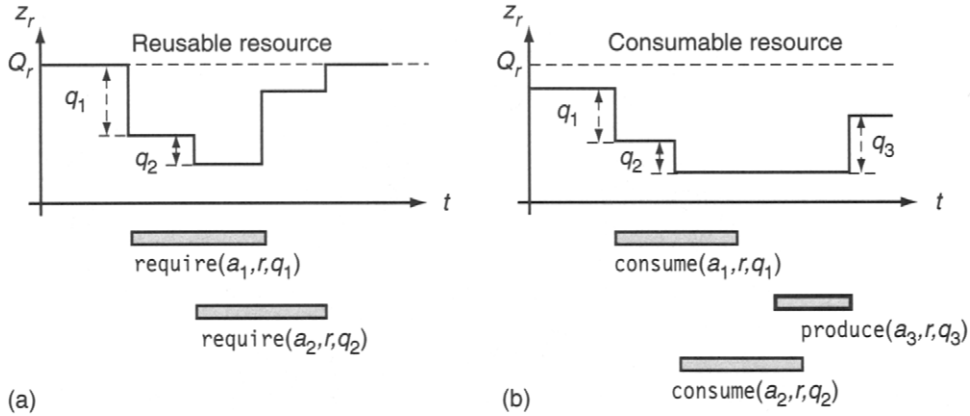 z_r
Reusable resource
Q_r
q_1
q_2
t
require(a_1,r,q_1)
require(a_2,r,q_2)
(a)
z_r
Consumable resource
Q_r
q_1
q_2
q_3
t
consume(a_1,r,q_1)
produce(a_3,r,q_3)
consume(a_2,r,q_2)
(b)